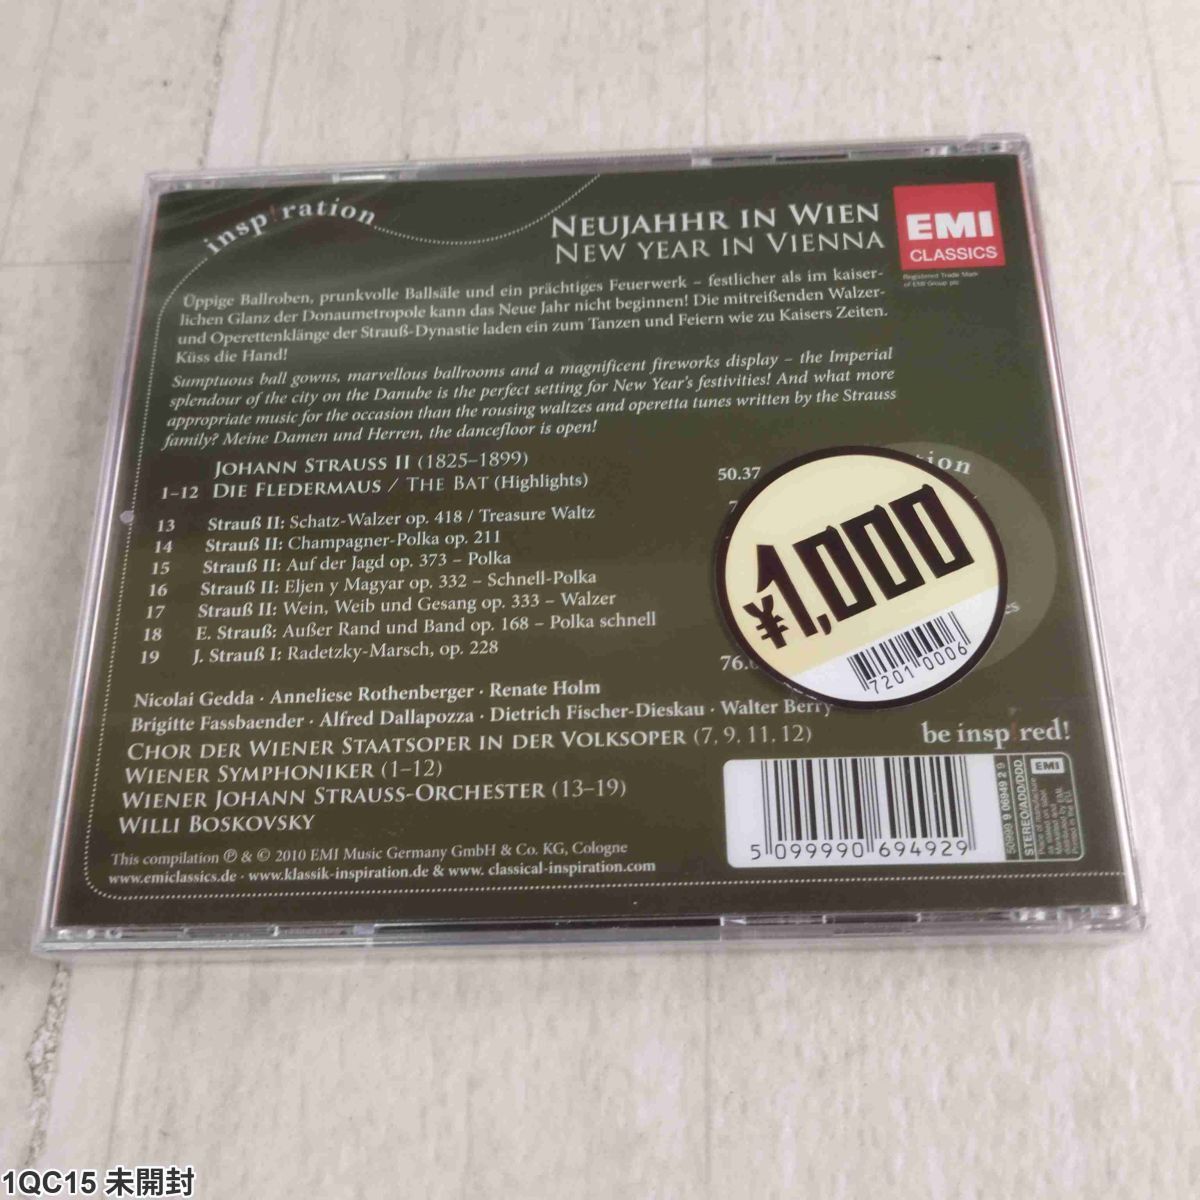 insp!ration
NEUJAHHR IN WIEN
NEW YEAR IN VIENNA
EMI
CLASSICS
Registered Trade Mark
of EMI Group plc
Üppige Ballroben, prunkvolle Ballsäle und ein prächtiges Feuerwerk – festlicher als im kaiser-
lichen Glanz der Donaumetropole kann das Neue Jahr nicht beginnen! Die mitreißenden Walzer-
und Operettenklänge der Strauß-Dynastie laden ein zum Tanzen und Feiern wie zu Kaisers Zeiten.
Küss die Hand!
Sumptuous ball gowns, marvellous ballrooms and a magnificent fireworks display – the Imperial
splendour of the city on the Danube is the perfect setting for New Year's festivities! And what more
appropriate music for the occasion than the rousing waltzes and operetta tunes written by the Strauss
family? Meine Damen und Herren, the dancefloor is open!
JOHANN STRAUSS II (1825–1899)
1–12 DIE FLEDERMAUS / THE BAT (Highlights) 50.37
13 Strauß II: Schatz-Walzer op. 418 / Treasure Waltz
14 Strauß II: Champagner-Polka op. 211
15 Strauß II: Auf der Jagd op. 373 – Polka
16 Strauß II: Eljen y Magyar op. 332 – Schnell-Polka
17 Strauß II: Wein, Weib und Gesang op. 333 – Walzer
18 E. Strauß: Außer Rand und Band op. 168 – Polka schnell
19 J. Strauß I: Radetzky-Marsch, op. 228
¥1,000
7201 0006
Nicolai Gedda · Anneliese Rothenberger · Renate Holm
Brigitte Fassbaender · Alfred Dallapozza · Dietrich Fischer-Dieskau · Walter Berry
CHOR DER WIENER STAATSOPER IN DER VOLKSOPER (7, 9, 11, 12)
WIENER SYMPHONIKER (1–12)
WIENER JOHANN STRAUSS-ORCHESTER (13–19)
WILLI BOSKOVSKY
be insp!red!
This compilation ℗ & © 2010 EMI Music Germany GmbH & Co. KG, Cologne
www.emiclassics.de · www.klassik-inspiration.de & www. classical-inspiration.com
5 099990 694929
50999 9 06949 2 9
STEREO/ADD/DDD
EMI
1QC15 未開封